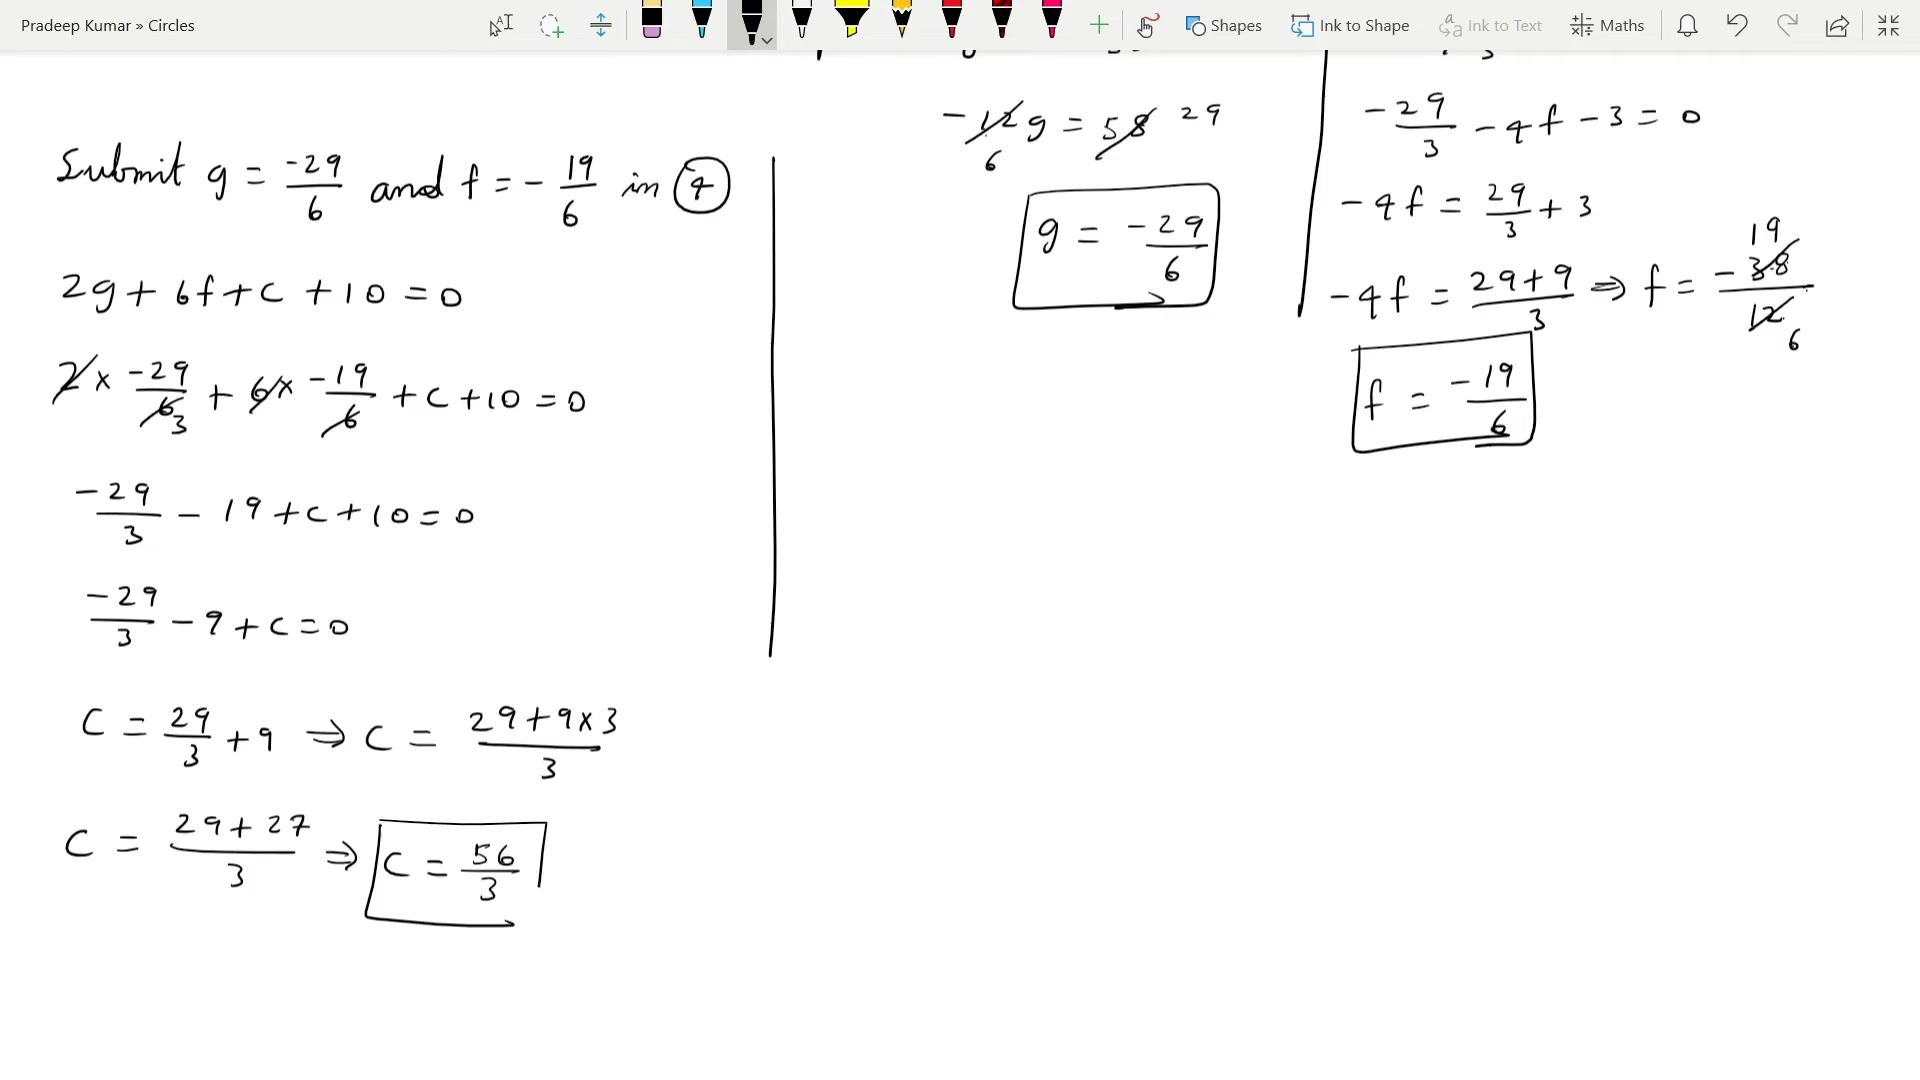 Pradeep Kumar » Circles
Shapes
Ink to Shape
Ink to Text
Maths
Submit g = -29/6 and f = - 19/6 in 4
2g + 6f + c + 10 = 0
2 x -29/6 3 + 6 x -19/6 + c + 10 = 0
-29/3 - 19 + c + 10 = 0
-29/3 - 9 + c = 0
C = 29/3 + 9 ⇒ C = 29 + 9 x 3/3
C = 29 + 27/3 ⇒ C = 56/3
- 12 g = 58 29
6
g = -29/6
-29/3 - 4f - 3 = 0
-4f = 29/3 + 3
-4f = 29+9/3 ⇒ f = - 38/12
19
6
f = -19/6